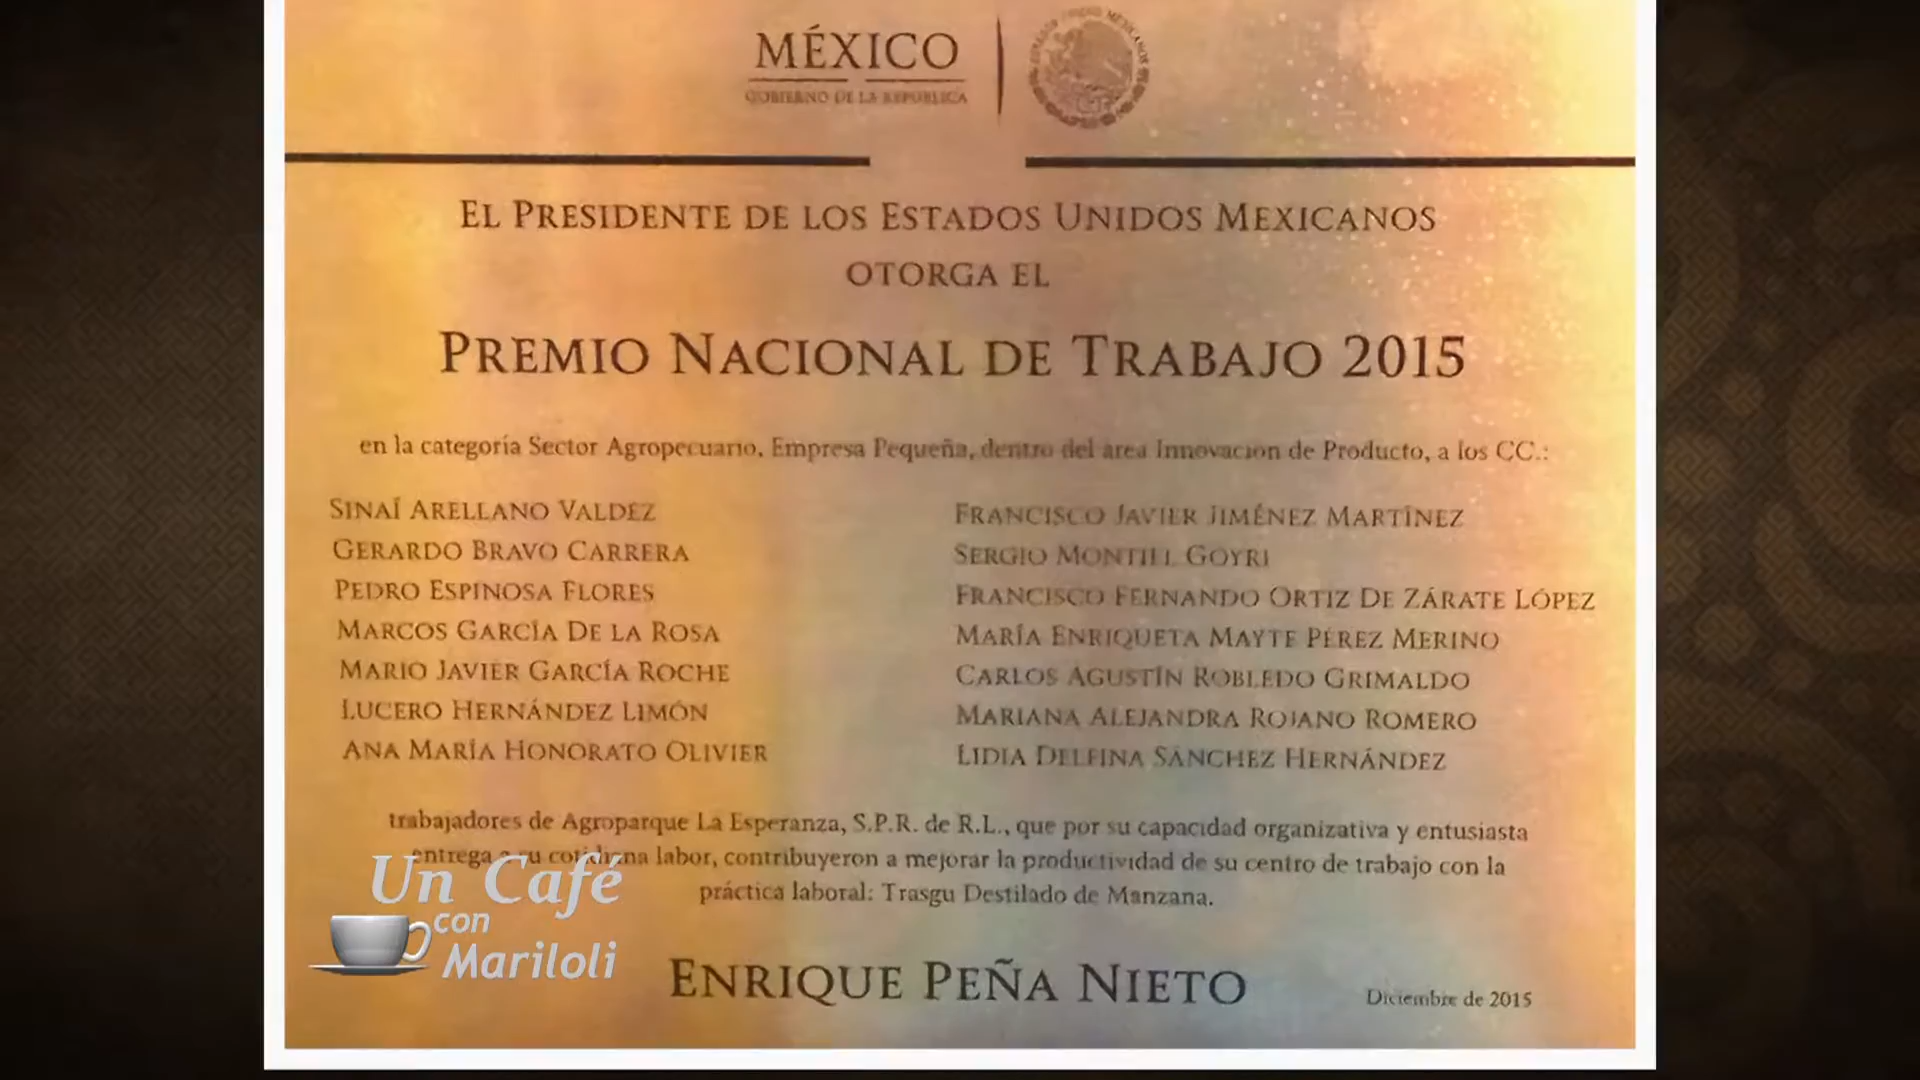 MÉXICO
GOBIERNO DE LA REPÚBLICA
ESTADOS UNIDOS MEXICANOS
EL PRESIDENTE DE LOS ESTADOS UNIDOS MEXICANOS
OTORGA EL
PREMIO NACIONAL DE TRABAJO 2015
en la categoría Sector Agropecuario, Empresa Pequeña, dentro del área Innovación de Producto, a los CC.:
SINAÍ ARELLANO VALDEZ
GERARDO BRAVO CARRERA
PEDRO ESPINOSA FLORES
MARCOS GARCÍA DE LA ROSA
MARIO JAVIER GARCÍA ROCHE
LUCERO HERNÁNDEZ LIMÓN
ANA MARÍA HONORATO OLIVIER
FRANCISCO JAVIER JIMÉNEZ MARTÍNEZ
SERGIO MONTIEL GOYRI
FRANCISCO FERNANDO ORTIZ DE ZÁRATE LÓPEZ
MARÍA ENRIQUETA MAYTE PÉREZ MERINO
CARLOS AGUSTÍN ROBLEDO GRIMALDO
MARIANA ALEJANDRA ROJANO ROMERO
LIDIA DELFINA SÁNCHEZ HERNÁNDEZ
trabajadores de Agroparque La Esperanza, S.P.R. de R.L., que por su capacidad organizativa y entusiasta
entrega a su cotidiana labor, contribuyeron a mejorar la productividad de su centro de trabajo con la
práctica laboral: Trasgu Destilado de Manzana.
ENRIQUE PEÑA NIETO
Diciembre de 2015
Un Café
con
Mariloli